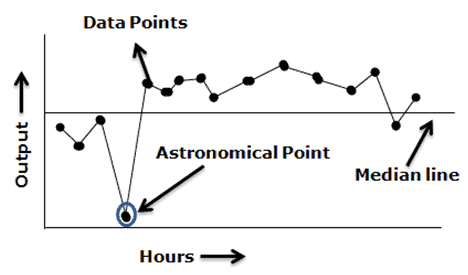 Data Points
Output
Astronomical Point
Median line
Hours